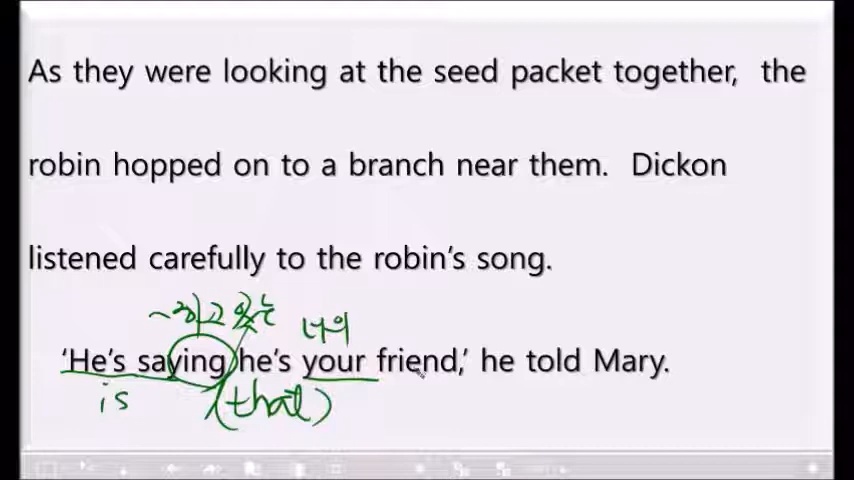 As they were looking at the seed packet together, the
robin hopped on to a branch near them. Dickon
listened carefully to the robin's song.
~하고 있는 너의
‘He's saying he's your friend,’ he told Mary.
is (that)